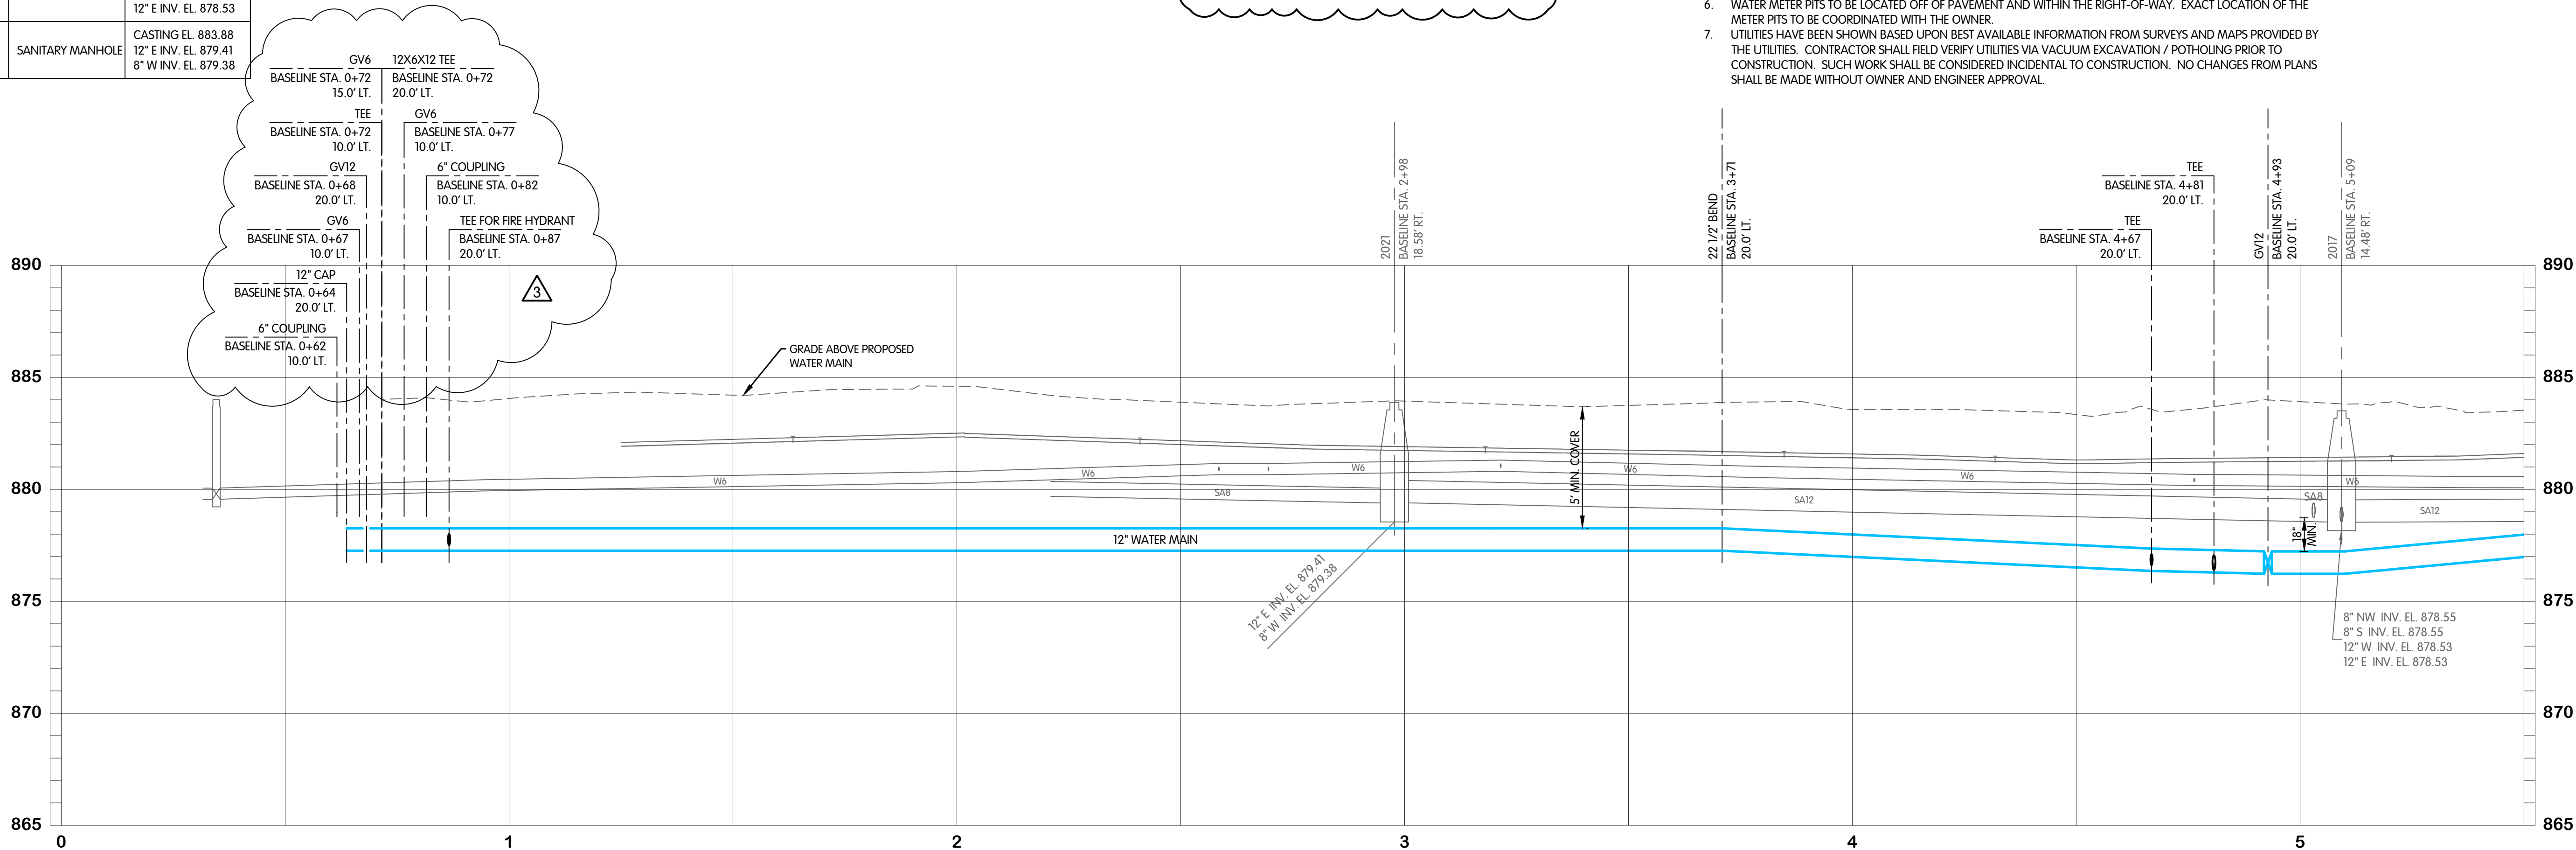 12" E INV. EL. 878.53
SANITARY MANHOLE
CASTING EL. 883.88
12" E INV. EL. 879.41
8" W INV. EL. 879.38
6. WATER METER PITS TO BE LOCATED OFF OF PAVEMENT AND WITHIN THE RIGHT-OF-WAY. EXACT LOCATION OF THE
METER PITS TO BE COORDINATED WITH THE OWNER.
7. UTILITIES HAVE BEEN SHOWN BASED UPON BEST AVAILABLE INFORMATION FROM SURVEYS AND MAPS PROVIDED BY
THE UTILITIES. CONTRACTOR SHALL FIELD VERIFY UTILITIES VIA VACUUM EXCAVATION / POTHOLING PRIOR TO
CONSTRUCTION. SUCH WORK SHALL BE CONSIDERED INCIDENTAL TO CONSTRUCTION. NO CHANGES FROM PLANS
SHALL BE MADE WITHOUT OWNER AND ENGINEER APPROVAL.
GV6
BASELINE STA. 0+72
15.0' LT.
12X6X12 TEE
BASELINE STA. 0+72
20.0' LT.
TEE
BASELINE STA. 0+72
10.0' LT.
GV6
BASELINE STA. 0+77
10.0' LT.
GV12
BASELINE STA. 0+68
20.0' LT.
6" COUPLING
BASELINE STA. 0+82
10.0' LT.
GV6
BASELINE STA. 0+67
10.0' LT.
TEE FOR FIRE HYDRANT
BASELINE STA. 0+87
20.0' LT.
12" CAP
BASELINE STA. 0+64
20.0' LT.
3
6" COUPLING
BASELINE STA. 0+62
10.0' LT.
2021
BASELINE STA. 2+98
18.58' RT.
22 1/2° BEND
BASELINE STA. 3+71
20.0' LT.
TEE
BASELINE STA. 4+81
20.0' LT.
TEE
BASELINE STA. 4+67
20.0' LT.
GV12
BASELINE STA. 4+93
20.0' LT.
2017
BASELINE STA. 5+09
14.48' RT.
890
890
GRADE ABOVE PROPOSED
WATER MAIN
885
885
T
T
T
T
T
T
5' MIN. COVER
W6
W6
W6
W6
W6
W6
880
880
SA8
SA12
SA8
SA12
18"
MIN.
12" WATER MAIN
12" E INV. EL. 879.41
8" W INV. EL. 879.38
875
875
8" NW INV. EL. 878.55
8" S INV. EL. 878.55
12" W INV. EL. 878.53
12" E INV. EL. 878.53
870
870
865
865
0
1
2
3
4
5